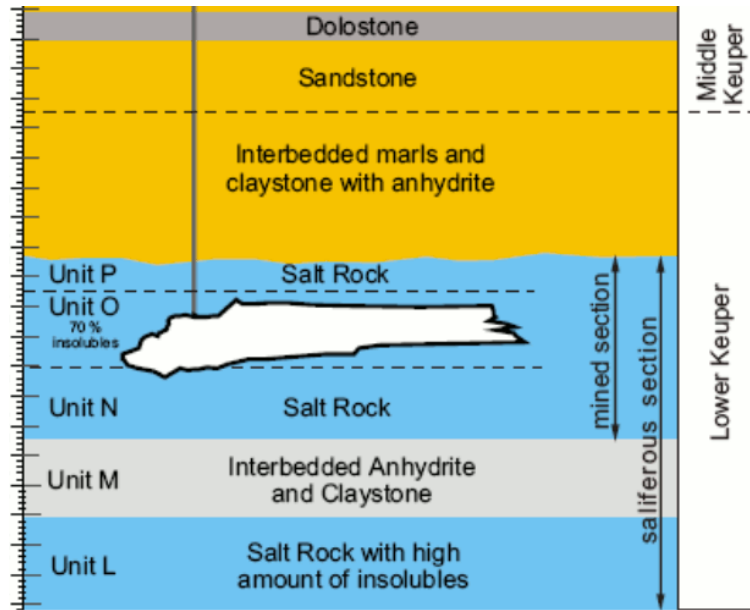 Dolostone
Sandstone
Middle
Keuper
Interbedded marls and
claystone with anhydrite
Unit P
Salt Rock
Unit O
70 %
insolubles
Unit N
Salt Rock
mined section
saliferous section
Lower Keuper
Unit M
Interbedded Anhydrite
and Claystone
Unit L
Salt Rock with high
amount of insolubles